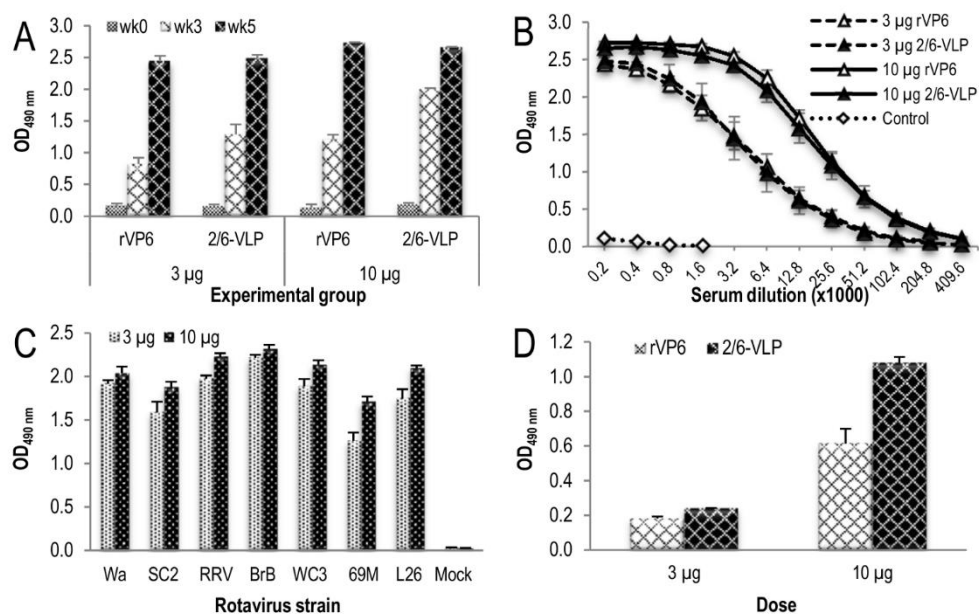 A
wk0 wk3 wk5
3.0
2.5
2.0
1.5
1.0
0.5
0.0
OD490 nm
rVP6 2/6-VLP rVP6 2/6-VLP
3 µg 10 µg
Experimental group
B
3 µg rVP6
3 µg 2/6-VLP
10 µg rVP6
10 µg 2/6-VLP
Control
3.0
2.5
2.0
1.5
1.0
0.5
0.0
OD490 nm
0.2 0.4 0.8 1.6 3.2 6.4 12.8 25.6 51.2 102.4 204.8 409.6
Serum dilution (x1000)
C
3 µg 10 µg
2.5
2.0
1.5
1.0
0.5
0.0
OD490 nm
Wa SC2 RRV BrB WC3 69M L26 Mock
Rotavirus strain
D
rVP6 2/6-VLP
1.2
1.0
0.8
0.6
0.4
0.2
0.0
OD490 nm
3 µg 10 µg
Dose